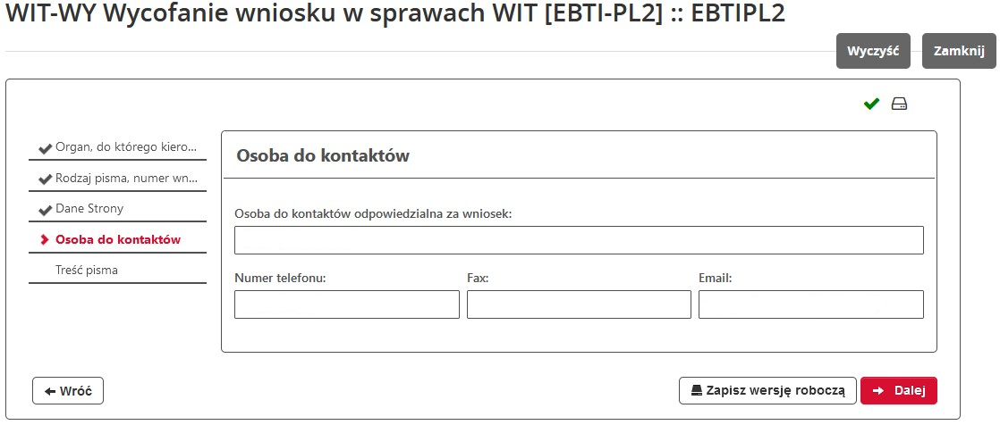 WIT-WY Wycofanie wniosku w sprawach WIT [EBTI-PL2] :: EBTIPL2
Wyczyść
Zamknij
Organ, do którego kiero...
Rodzaj pisma, numer wn...
Dane Strony
Osoba do kontaktów
Treść pisma
Osoba do kontaktów
Osoba do kontaktów odpowiedzialna za wniosek:
Numer telefonu:
Fax:
Email:
Wróć
Zapisz wersję roboczą
Dalej